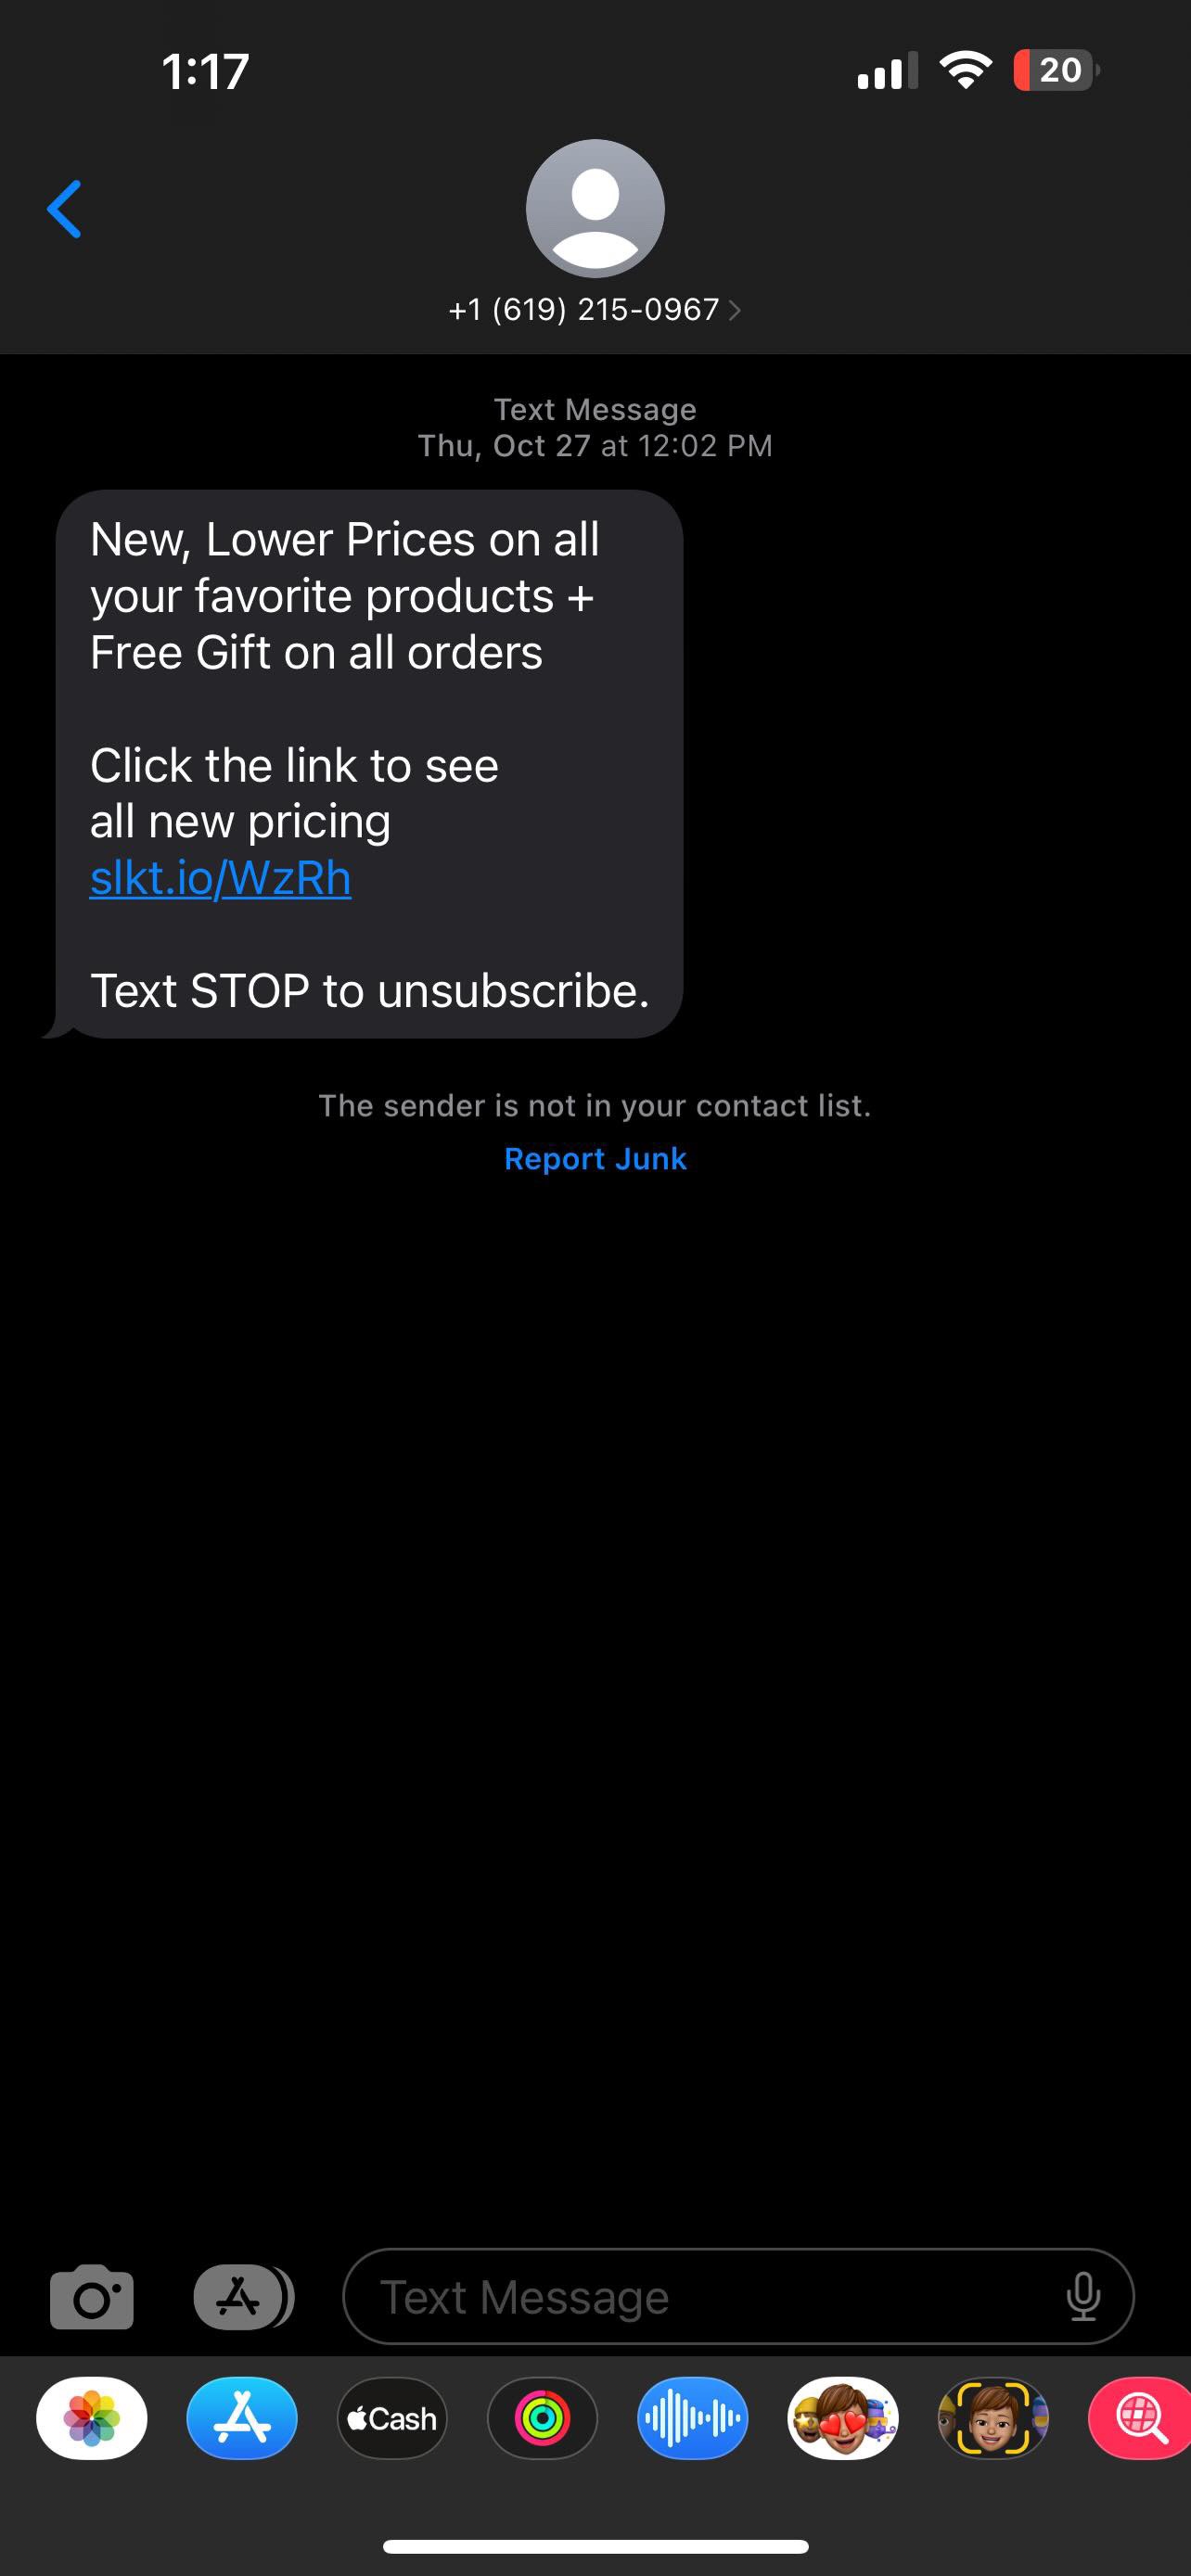 1:17
20
+1 (619) 215-0967
Text Message
Thu, Oct 27 at 12:02 PM
New, Lower Prices on all
your favorite products +
Free Gift on all orders
Click the link to see
all new pricing
slkt.io/WzRh
Text STOP to unsubscribe.
The sender is not in your contact list.
Report Junk
Text Message
Cash